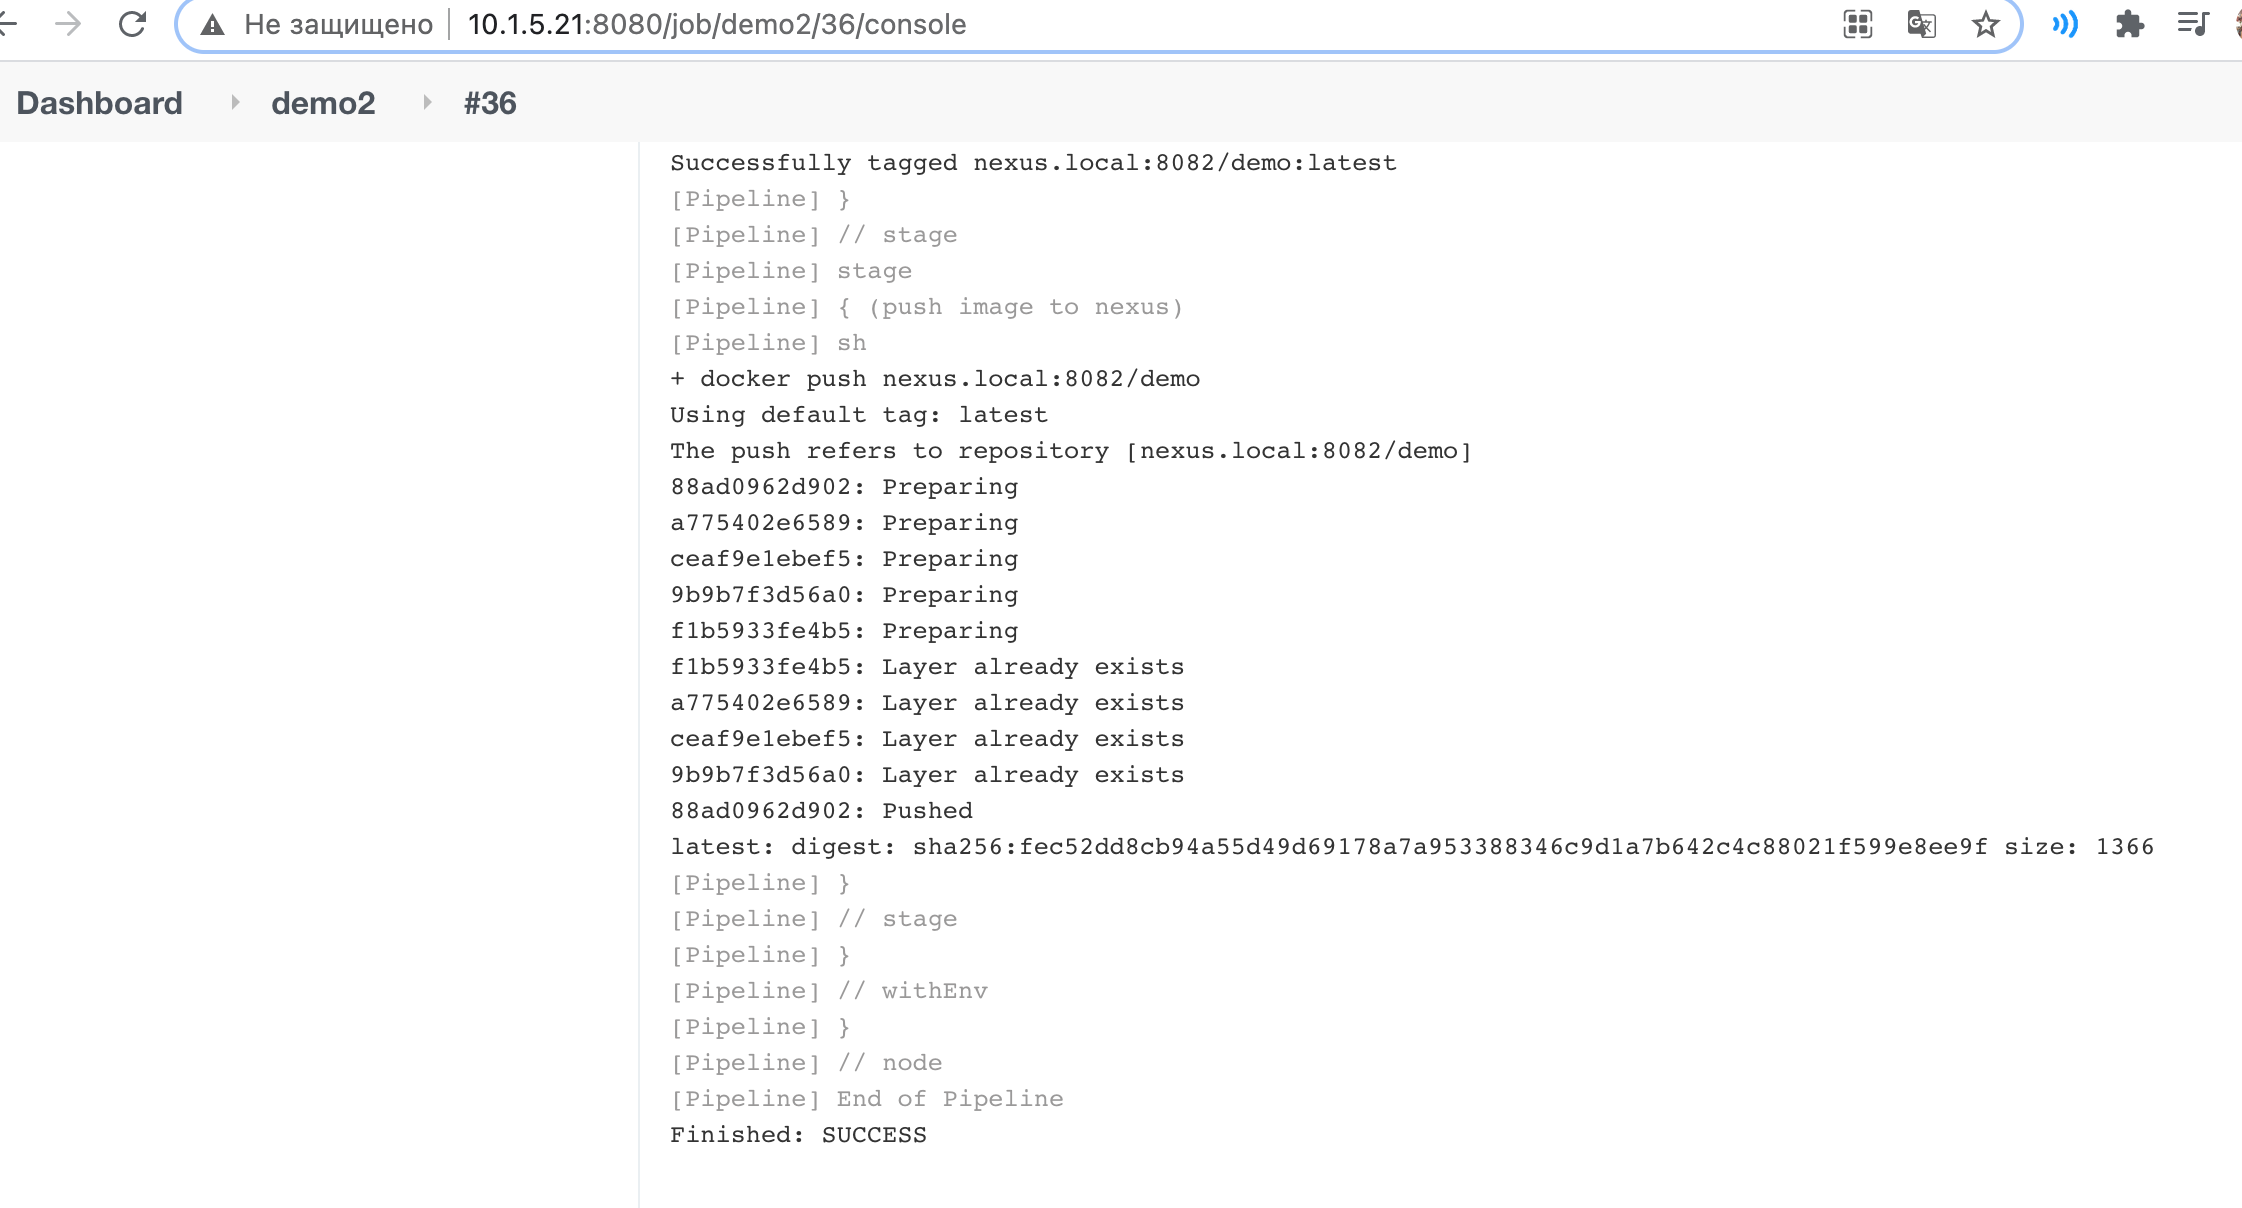 Не защищено 10.1.5.21:8080/job/demo2/36/console
Dashboard demo2 #36
Successfully tagged nexus.local:8082/demo:latest
[Pipeline] }
[Pipeline] // stage
[Pipeline] stage
[Pipeline] { (push image to nexus)
[Pipeline] sh
+ docker push nexus.local:8082/demo
Using default tag: latest
The push refers to repository [nexus.local:8082/demo]
88ad0962d902: Preparing
a775402e6589: Preparing
ceaf9e1ebef5: Preparing
9b9b7f3d56a0: Preparing
f1b5933fe4b5: Preparing
f1b5933fe4b5: Layer already exists
a775402e6589: Layer already exists
ceaf9e1ebef5: Layer already exists
9b9b7f3d56a0: Layer already exists
88ad0962d902: Pushed
latest: digest: sha256:fec52dd8cb94a55d49d69178a7a953388346c9d1a7b642c4c88021f599e8ee9f size: 1366
[Pipeline] }
[Pipeline] // stage
[Pipeline] }
[Pipeline] // withEnv
[Pipeline] }
[Pipeline] // node
[Pipeline] End of Pipeline
Finished: SUCCESS